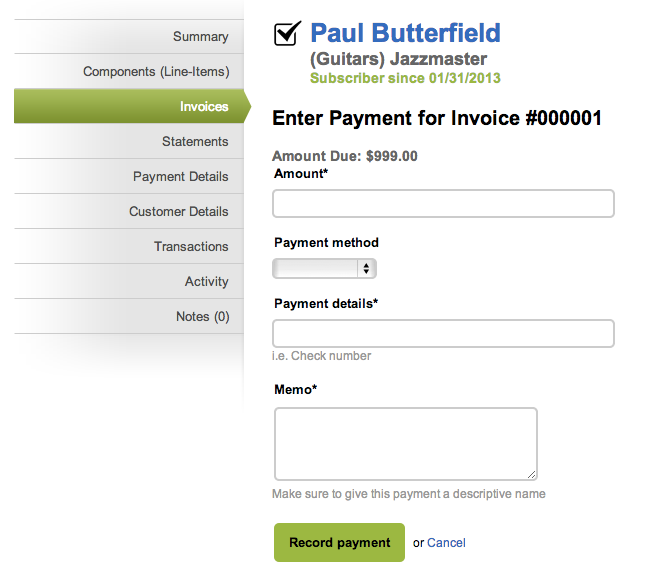 Summary
Components (Line-Items)
Invoices
Statements
Payment Details
Customer Details
Transactions
Activity
Notes (0)
Paul Butterfield
(Guitars) Jazzmaster
Subscriber since 01/31/2013
Enter Payment for Invoice #000001
Amount Due: $999.00
Amount*
Payment method
Payment details*
i.e. Check number
Memo*
Make sure to give this payment a descriptive name
Record payment or Cancel